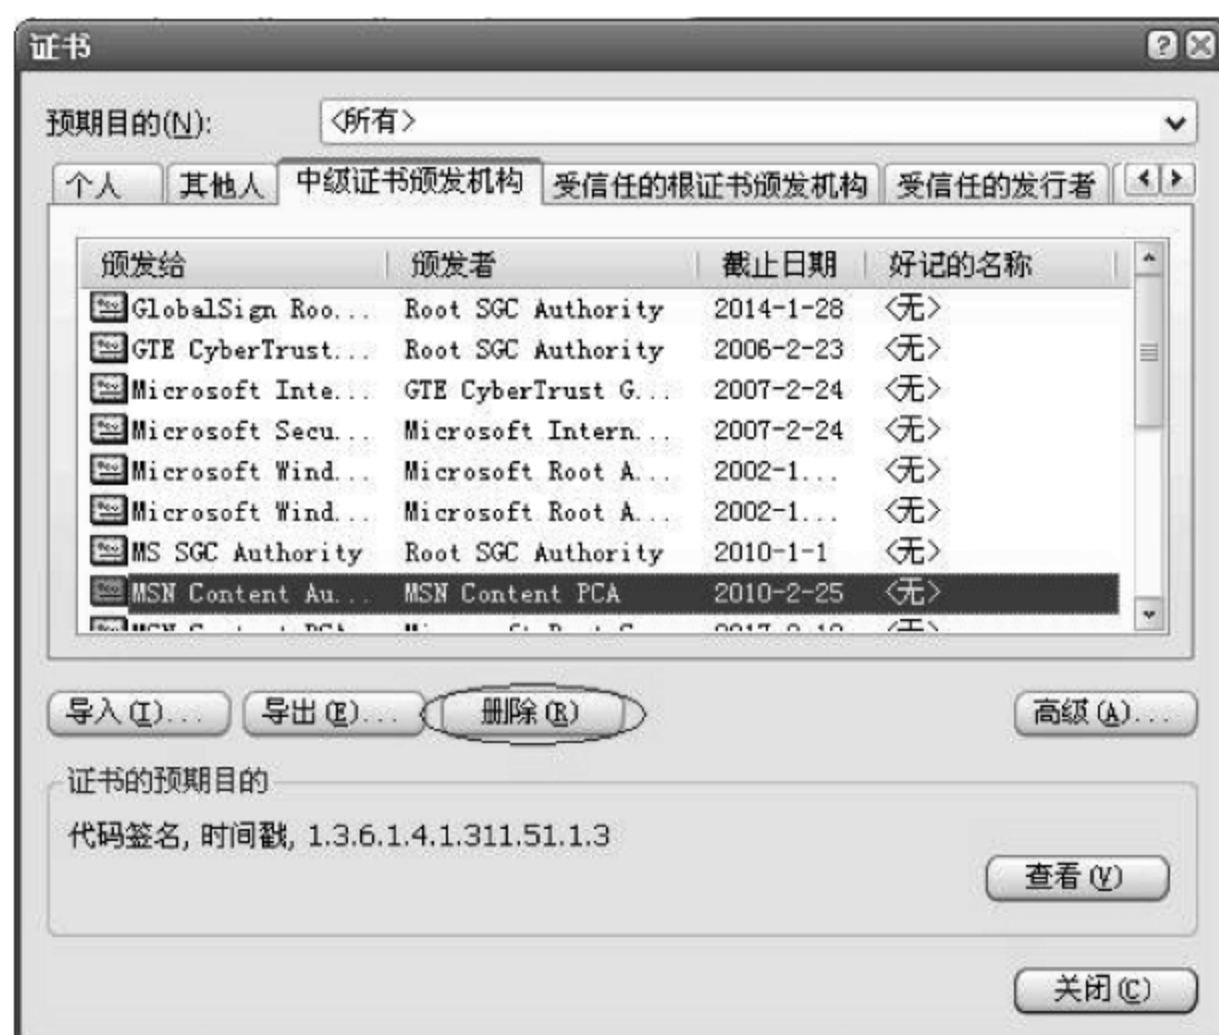 证书
预期目的(N): <所有>
个人 其他人 中级证书颁发机构 受信任的根证书颁发机构 受信任的发行者
颁发给 颁发者 截止日期 好记的名称
GlobalSign Roo... Root SGC Authority 2014-1-28 <无>
GTE CyberTrust... Root SGC Authority 2006-2-23 <无>
Microsoft Inte... GTE CyberTrust G... 2007-2-24 <无>
Microsoft Secu... Microsoft Intern... 2007-2-24 <无>
Microsoft Wind... Microsoft Root A... 2002-1... <无>
Microsoft Wind... Microsoft Root A... 2002-1... <无>
MS SGC Authority Root SGC Authority 2010-1-1 <无>
MSN Content Au... MSN Content PCA 2010-2-25 <无>
导入(I)... 导出(E)... 删除(R) 高级(A)...
证书的预期目的
代码签名, 时间戳, 1.3.6.1.4.1.311.51.1.3
查看(V)
关闭(C)